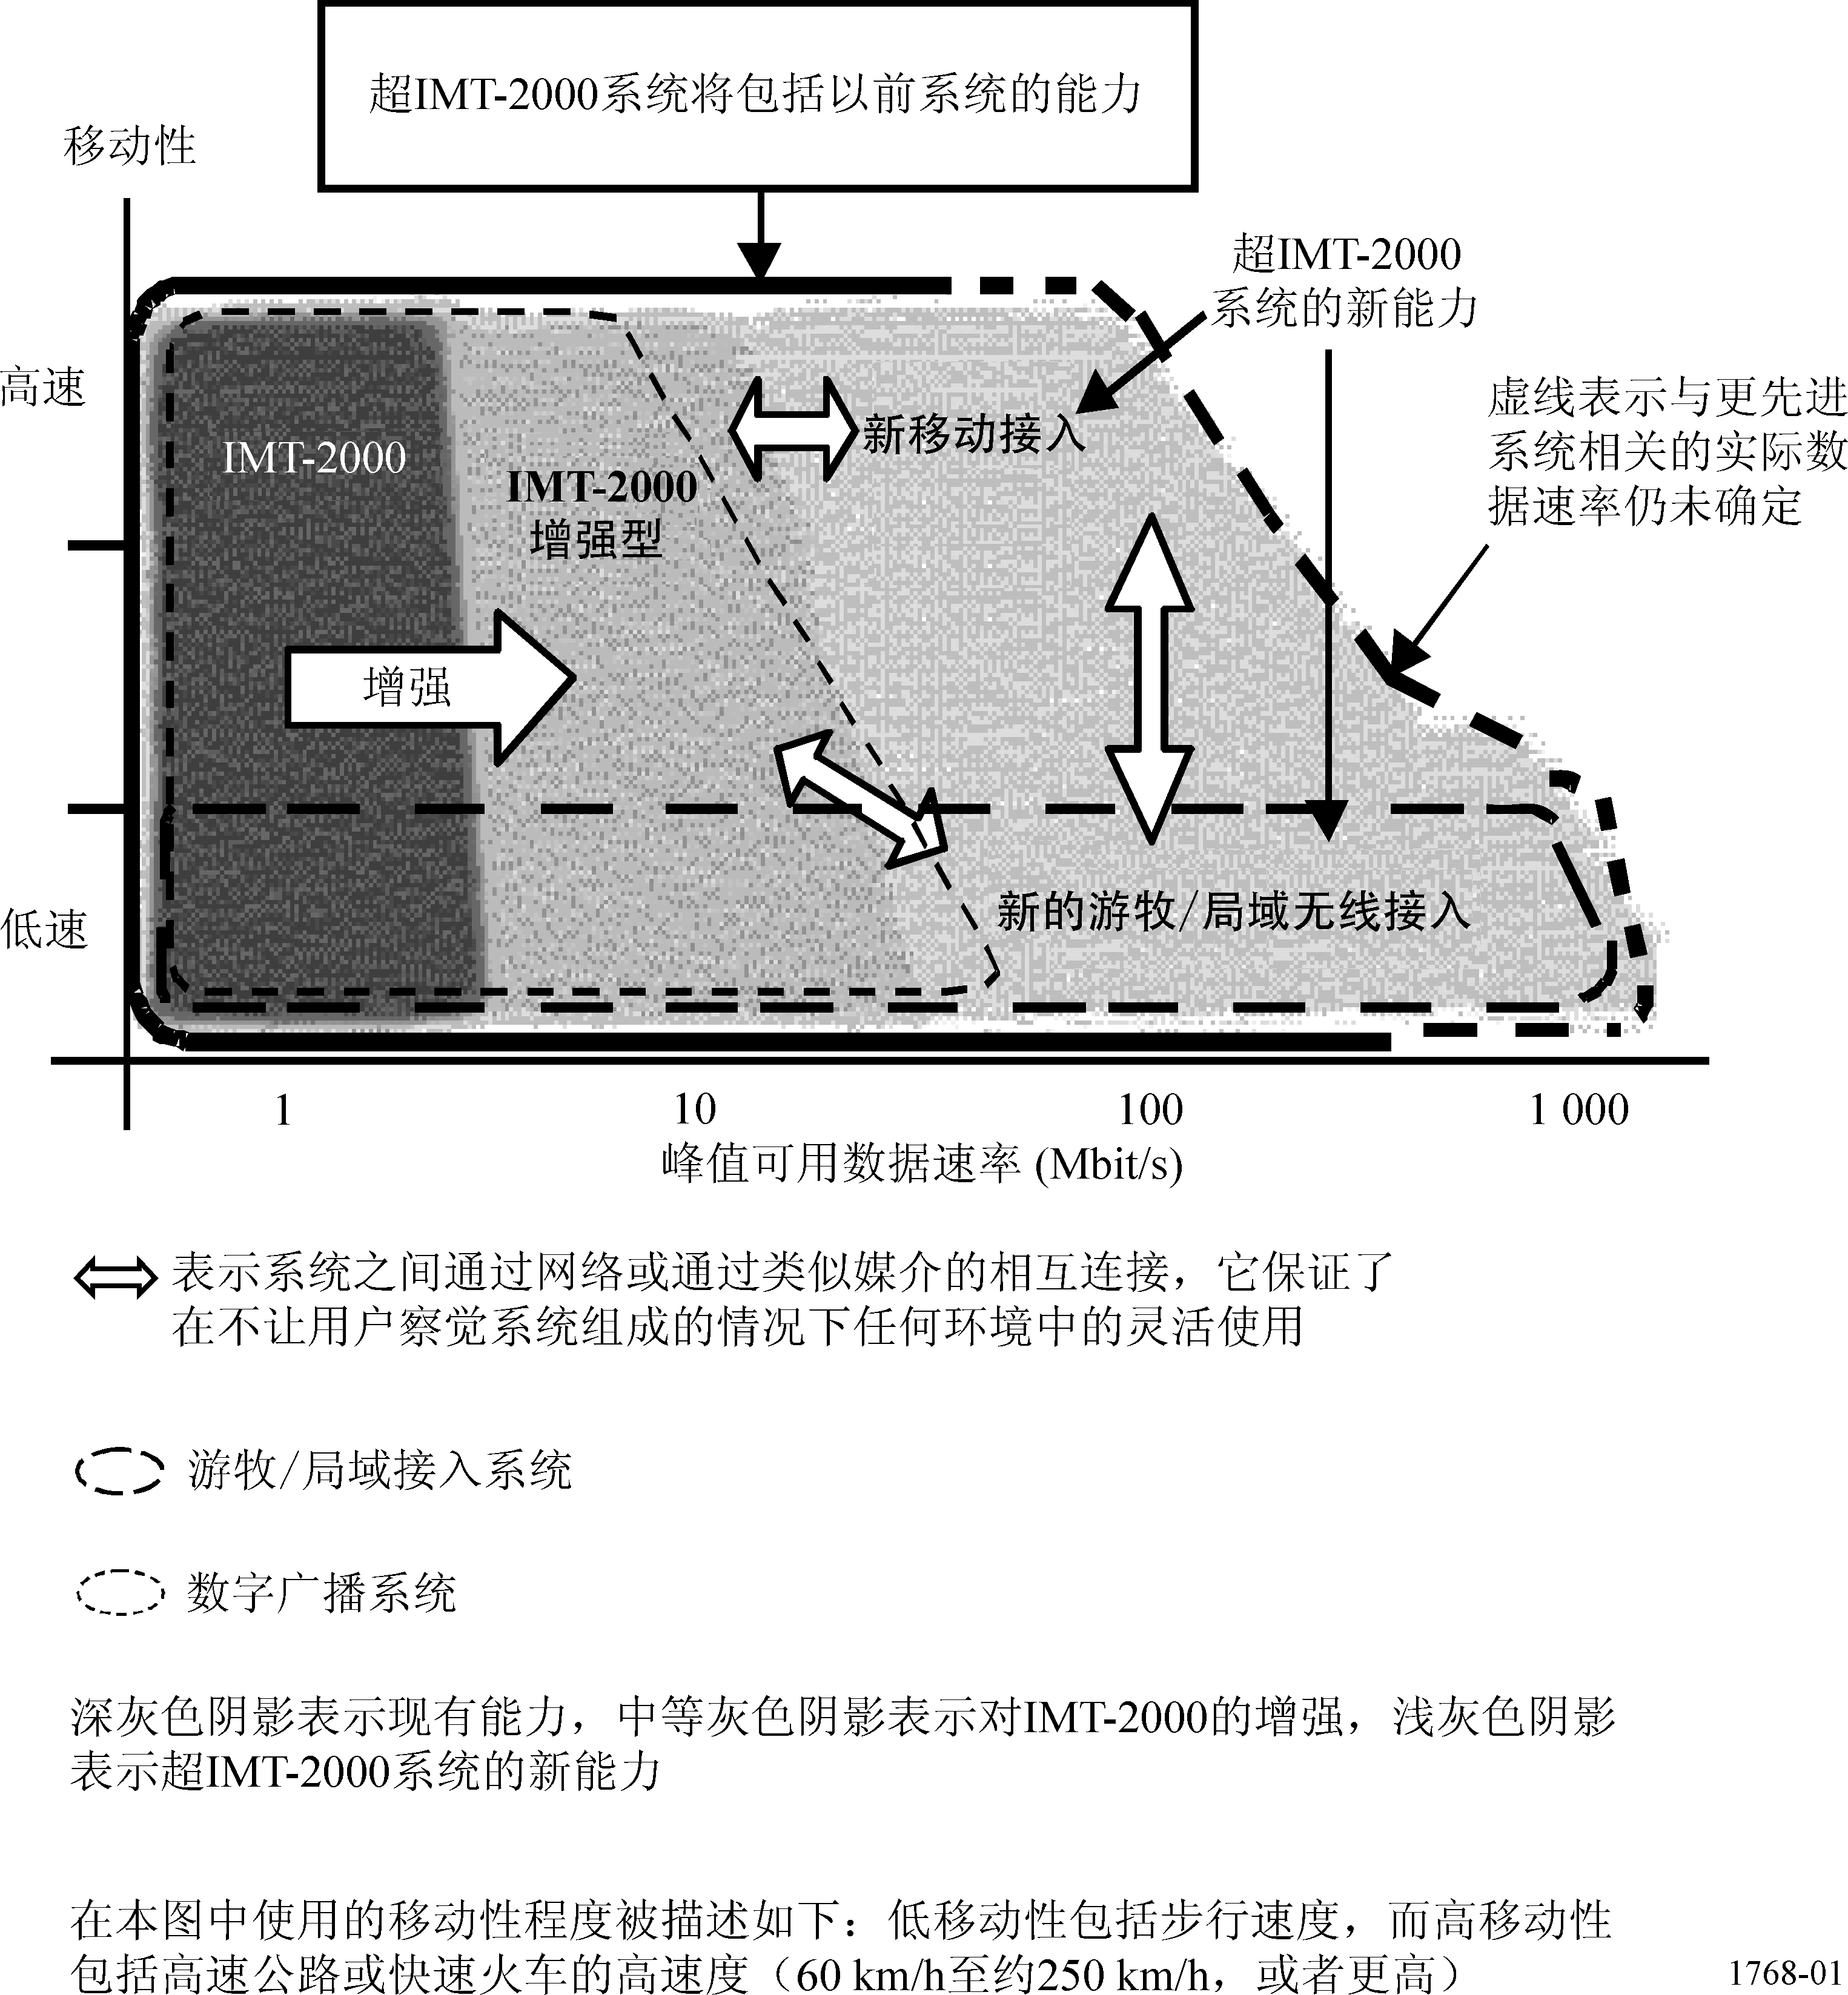 超IMT-2000系统将包括以前系统的能力
移动性
超IMT-2000
系统的新能力
高速
虚线表示与更先进
系统相关的实际数
据速率仍未确定
IMT-2000
新移动接入
IMT-2000
增强型
增强
低速
新的游牧/局域无线接入
1
10
100
1 000
峰值可用数据速率 (Mbit/s)
表示系统之间通过网络或通过类似媒介的相互连接，它保证了
在不让用户察觉系统组成的情况下任何环境中的灵活使用
游牧/局域接入系统
数字广播系统
深灰色阴影表示现有能力，中等灰色阴影表示对IMT-2000的增强，浅灰色阴影
表示超IMT-2000系统的新能力
在本图中使用的移动性程度被描述如下：低移动性包括步行速度，而高移动性
包括高速公路或快速火车的高速度（60 km/h至约250 km/h，或者更高）
1768-01